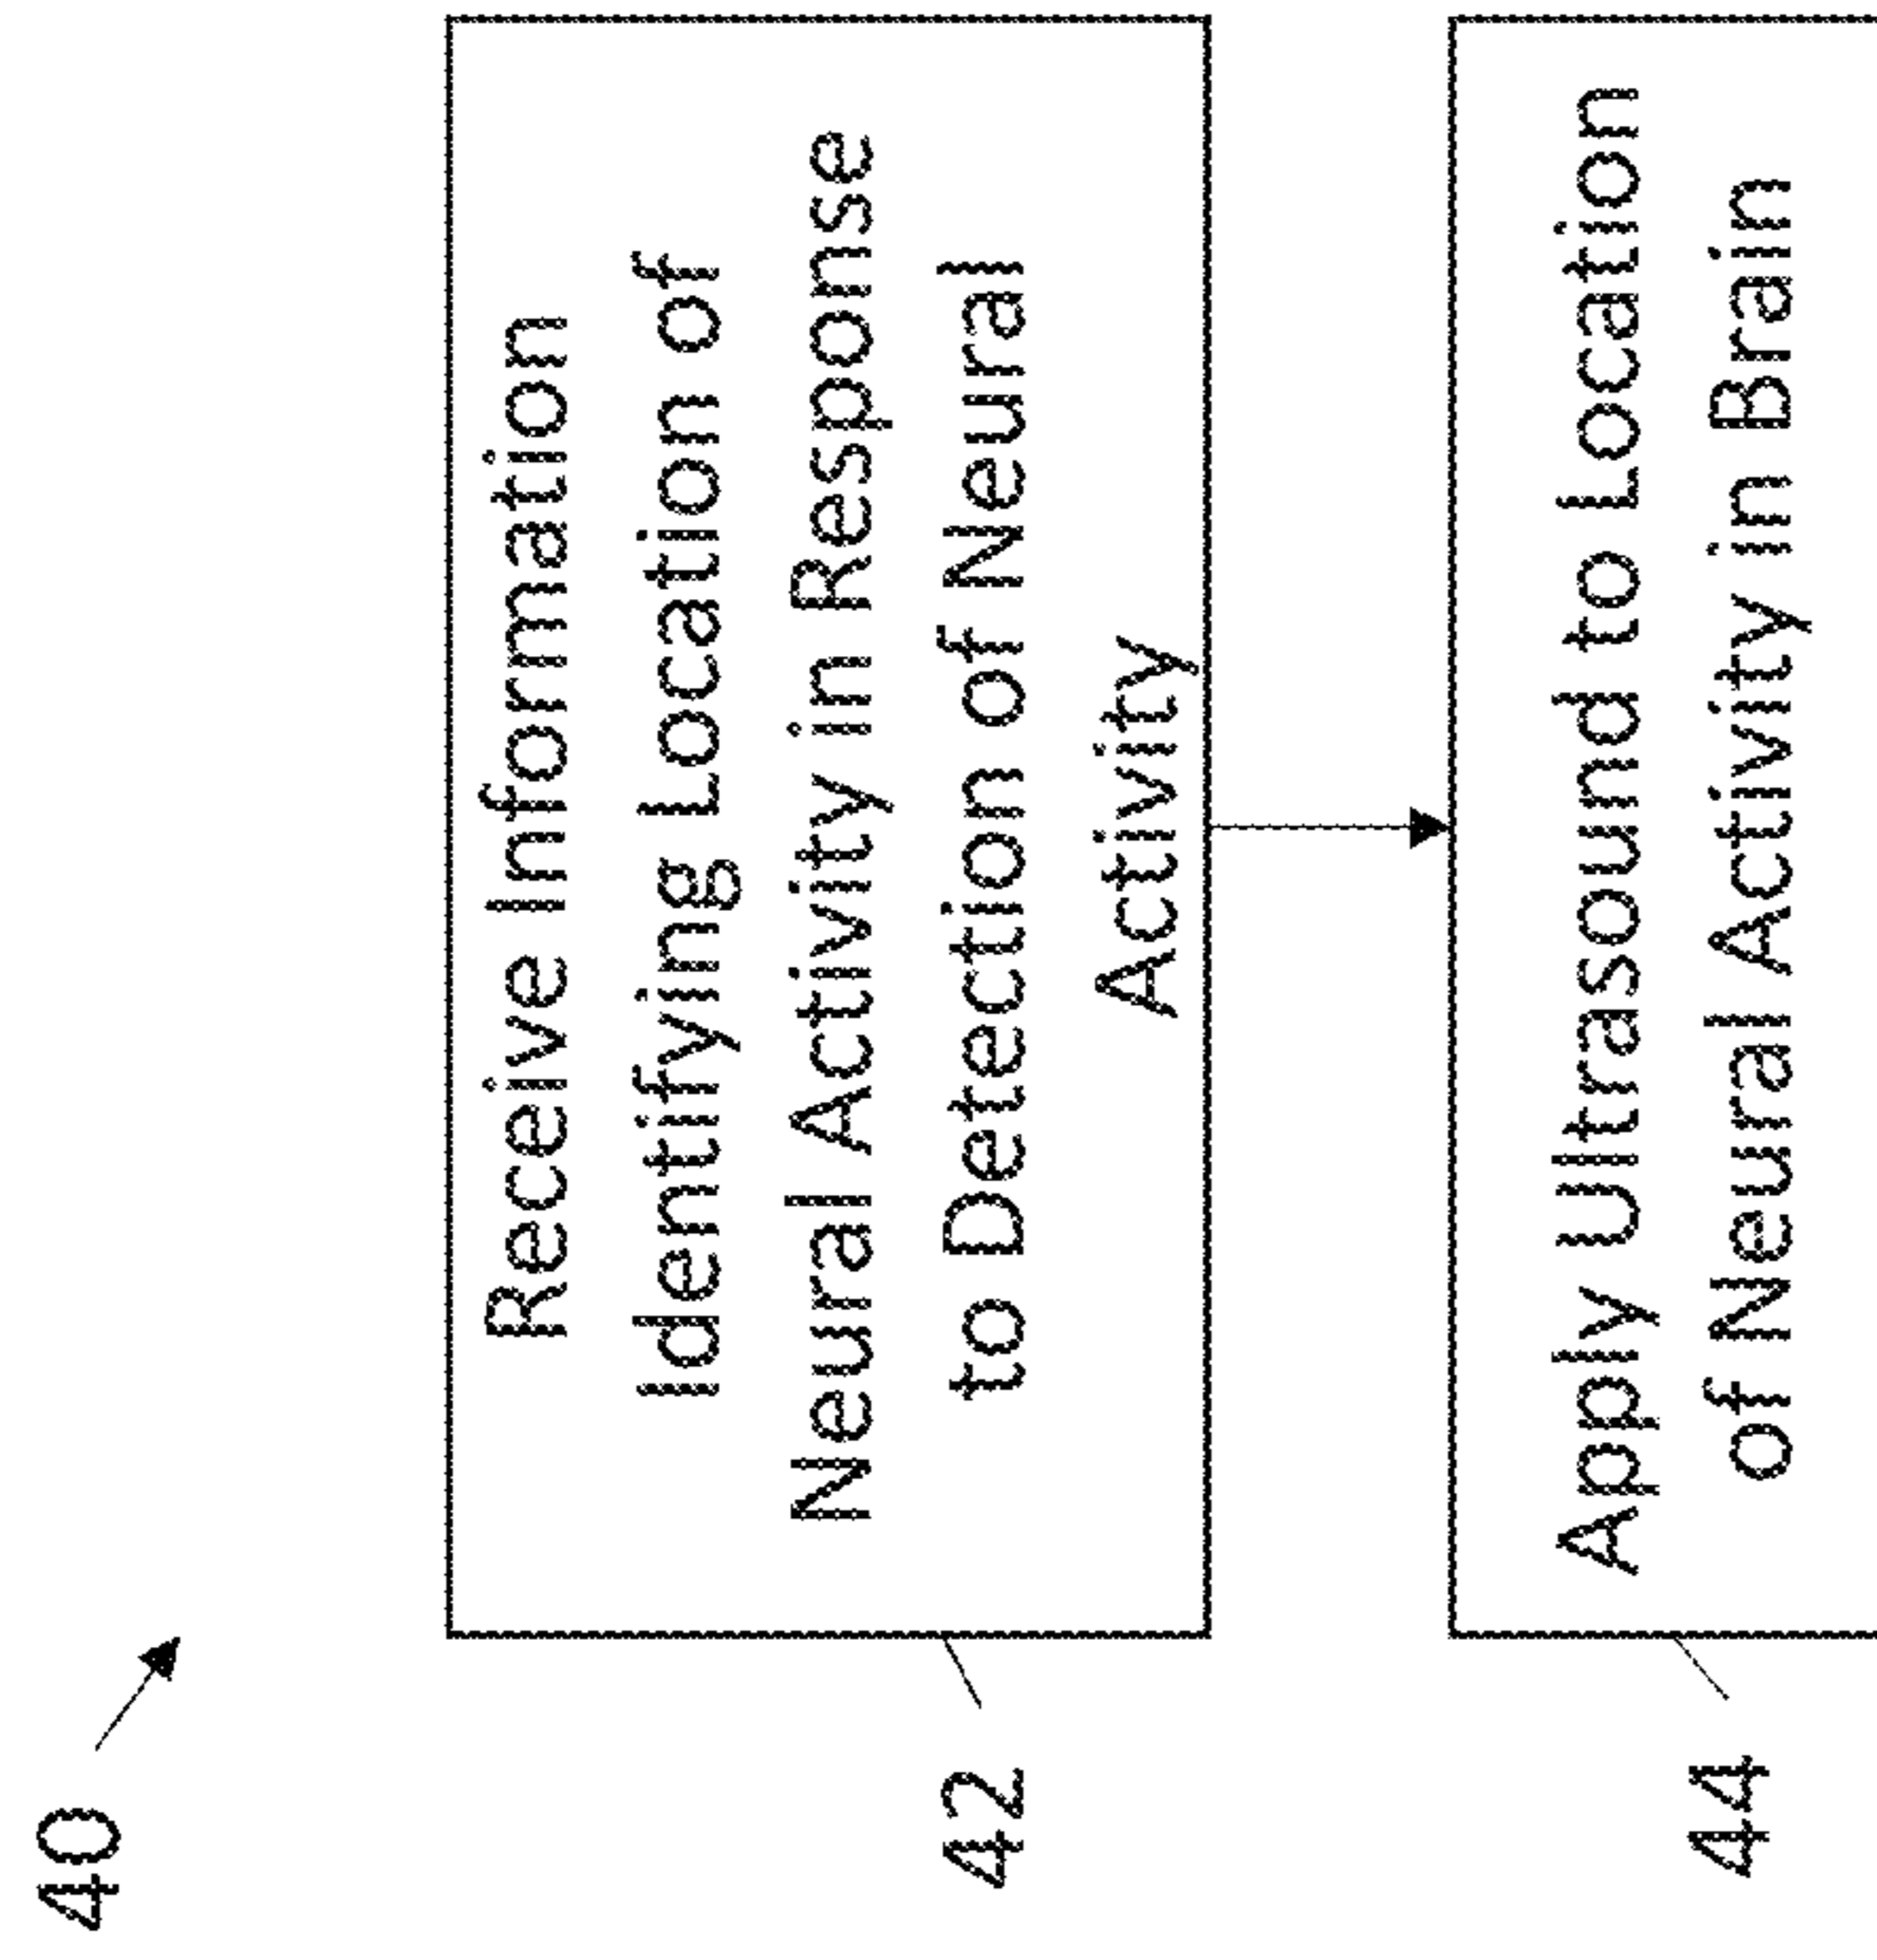 40
Receive Information
Identifying Location of
Neural Activity in Response
to Detection of Neural
Activity
42
Apply Ultrasound to Location
of Neural Activity in Brain
44